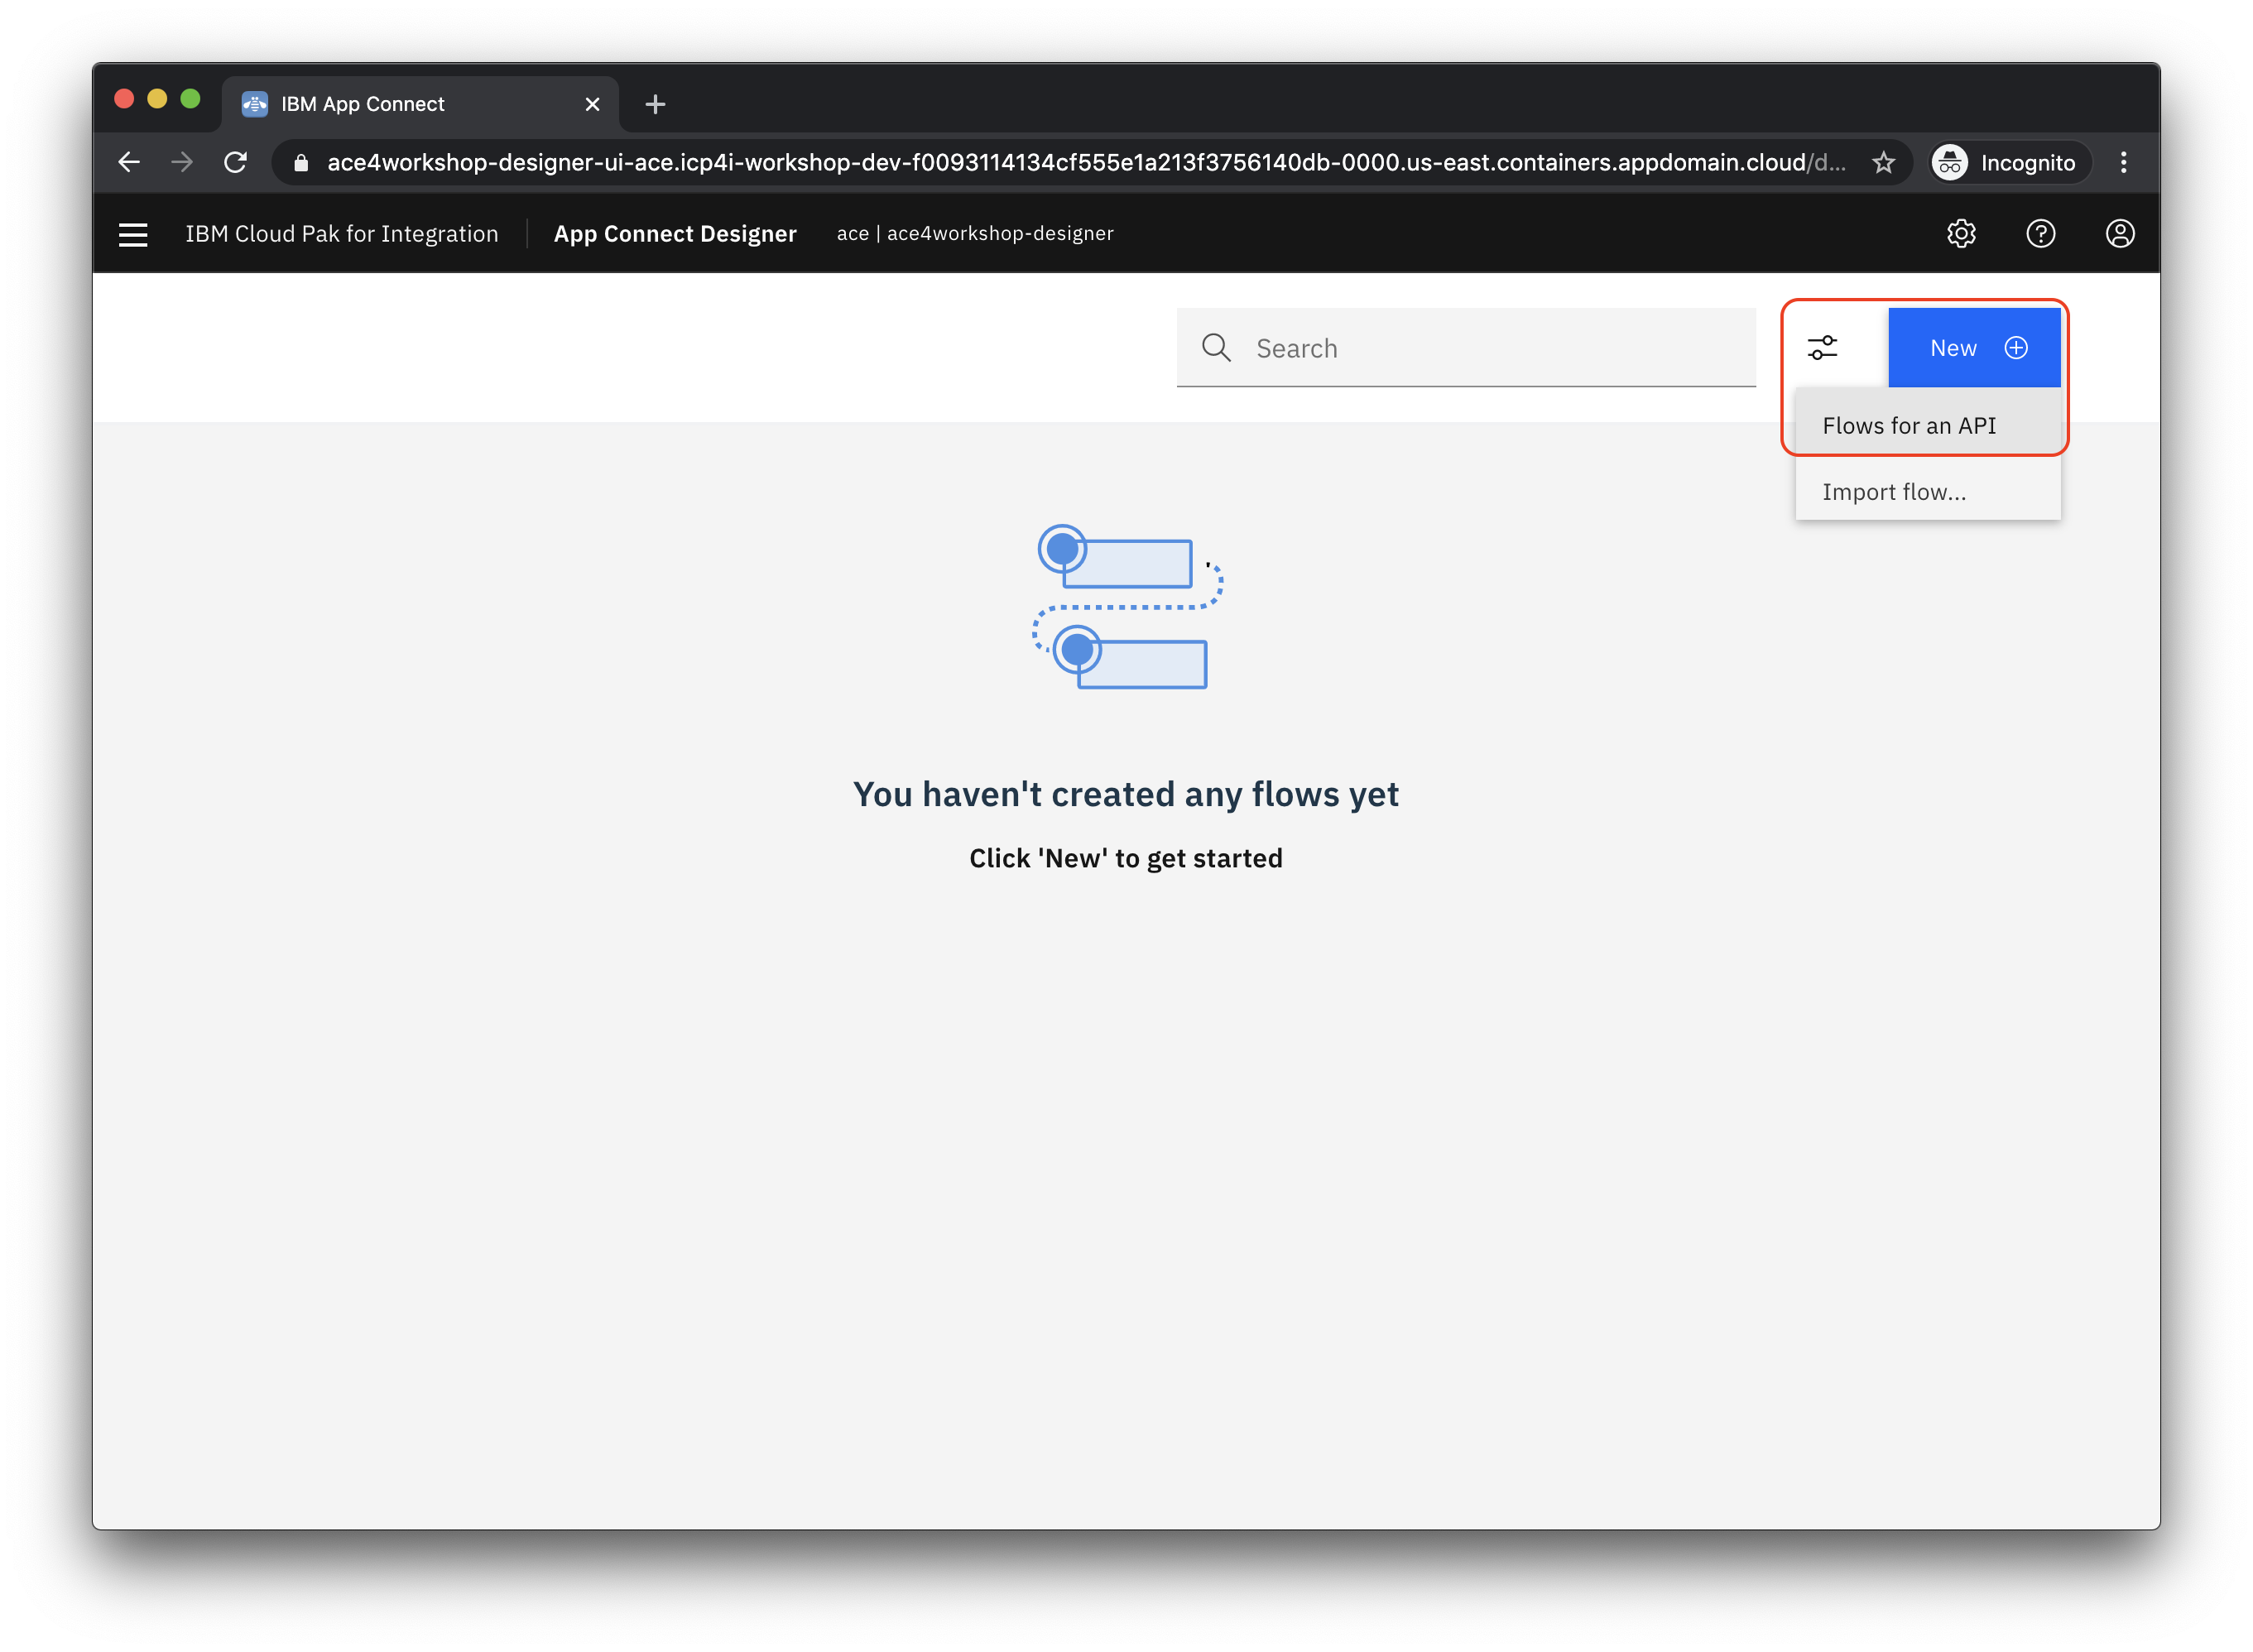 IBM App Connect
ace4workshop-designer-ui-ace.icp4i-workshop-dev-f0093114134cf555e1a213f3756140db-0000.us-east.containers.appdomain.cloud/d...
Incognito
IBM Cloud Pak for Integration
App Connect Designer
ace | ace4workshop-designer
Search
New
Flows for an API
Import flow...
You haven't created any flows yet
Click 'New' to get started